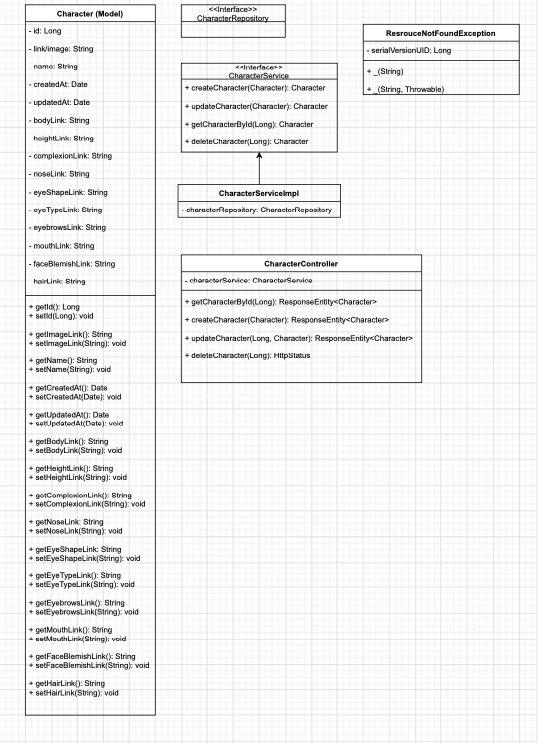 Character (Model)
- id: Long
- link/image: String
name: String
- createdAt: Date
- updatedAt: Date
- bodyLink: String
heightLink: String
- complexionLink: String
- noseLink: String
- eyeShapeLink: String
- eyeTypeLink: String
- eyebrowsLink: String
- mouthLink: String
- faceBlemishLink: String
hairLink: String
+ getId(): Long
+ setId(Long): void
+ getImageLink(): String
+ setImageLink(String): void
+ getName(): String
+ setName(String): void
+ getCreatedAt(): Date
+ setCreatedAt(Date): void
+ getUpdatedAt(): Date
+ setUpdatedAt(Date): void
+ getBodyLink(): String
+ setBodyLink(String): void
+ getHeightLink(): String
+ setHeightLink(String): void
+ getComplexionLink(): String
+ setComplexionLink(String): void
+ getNoseLink: String
+ setNoseLink(String): void
+ getEyeShapeLink: String
+ setEyeShapeLink(String): void
+ getEyeTypeLink(): String
+ setEyeTypeLink(String): void
+ getEyebrowsLink(): String
+ setEyebrowsLink(String): void
+ getMouthLink(): String
+ setMouthLink(String): void
+ getFaceBlemishLink(): String
+ setFaceBlemishLink(String): void
+ getHairLink(): String
+ setHairLink(String): void
<<Interface>>
CharacterRepository
<<Interface>>
CharacterService
+ createCharacter(Character): Character
+ updateCharacter(Character): Character
+ getCharacterById(Long): Character
+ deleteCharacter(Long): Character
CharacterServiceImpl
- characterRepository: CharacterRepository
CharacterController
- characterService: CharacterService
+ getCharacterById(Long): ResponseEntity<Character>
+ createCharacter(Character): ResponseEntity<Character>
+ updateCharacter(Long, Character): ResponseEntity<Character>
+ deleteCharacter(Long): HttpStatus
ResrouceNotFoundException
- serialVersionUID: Long
+ _(String)
+ _(String, Throwable)